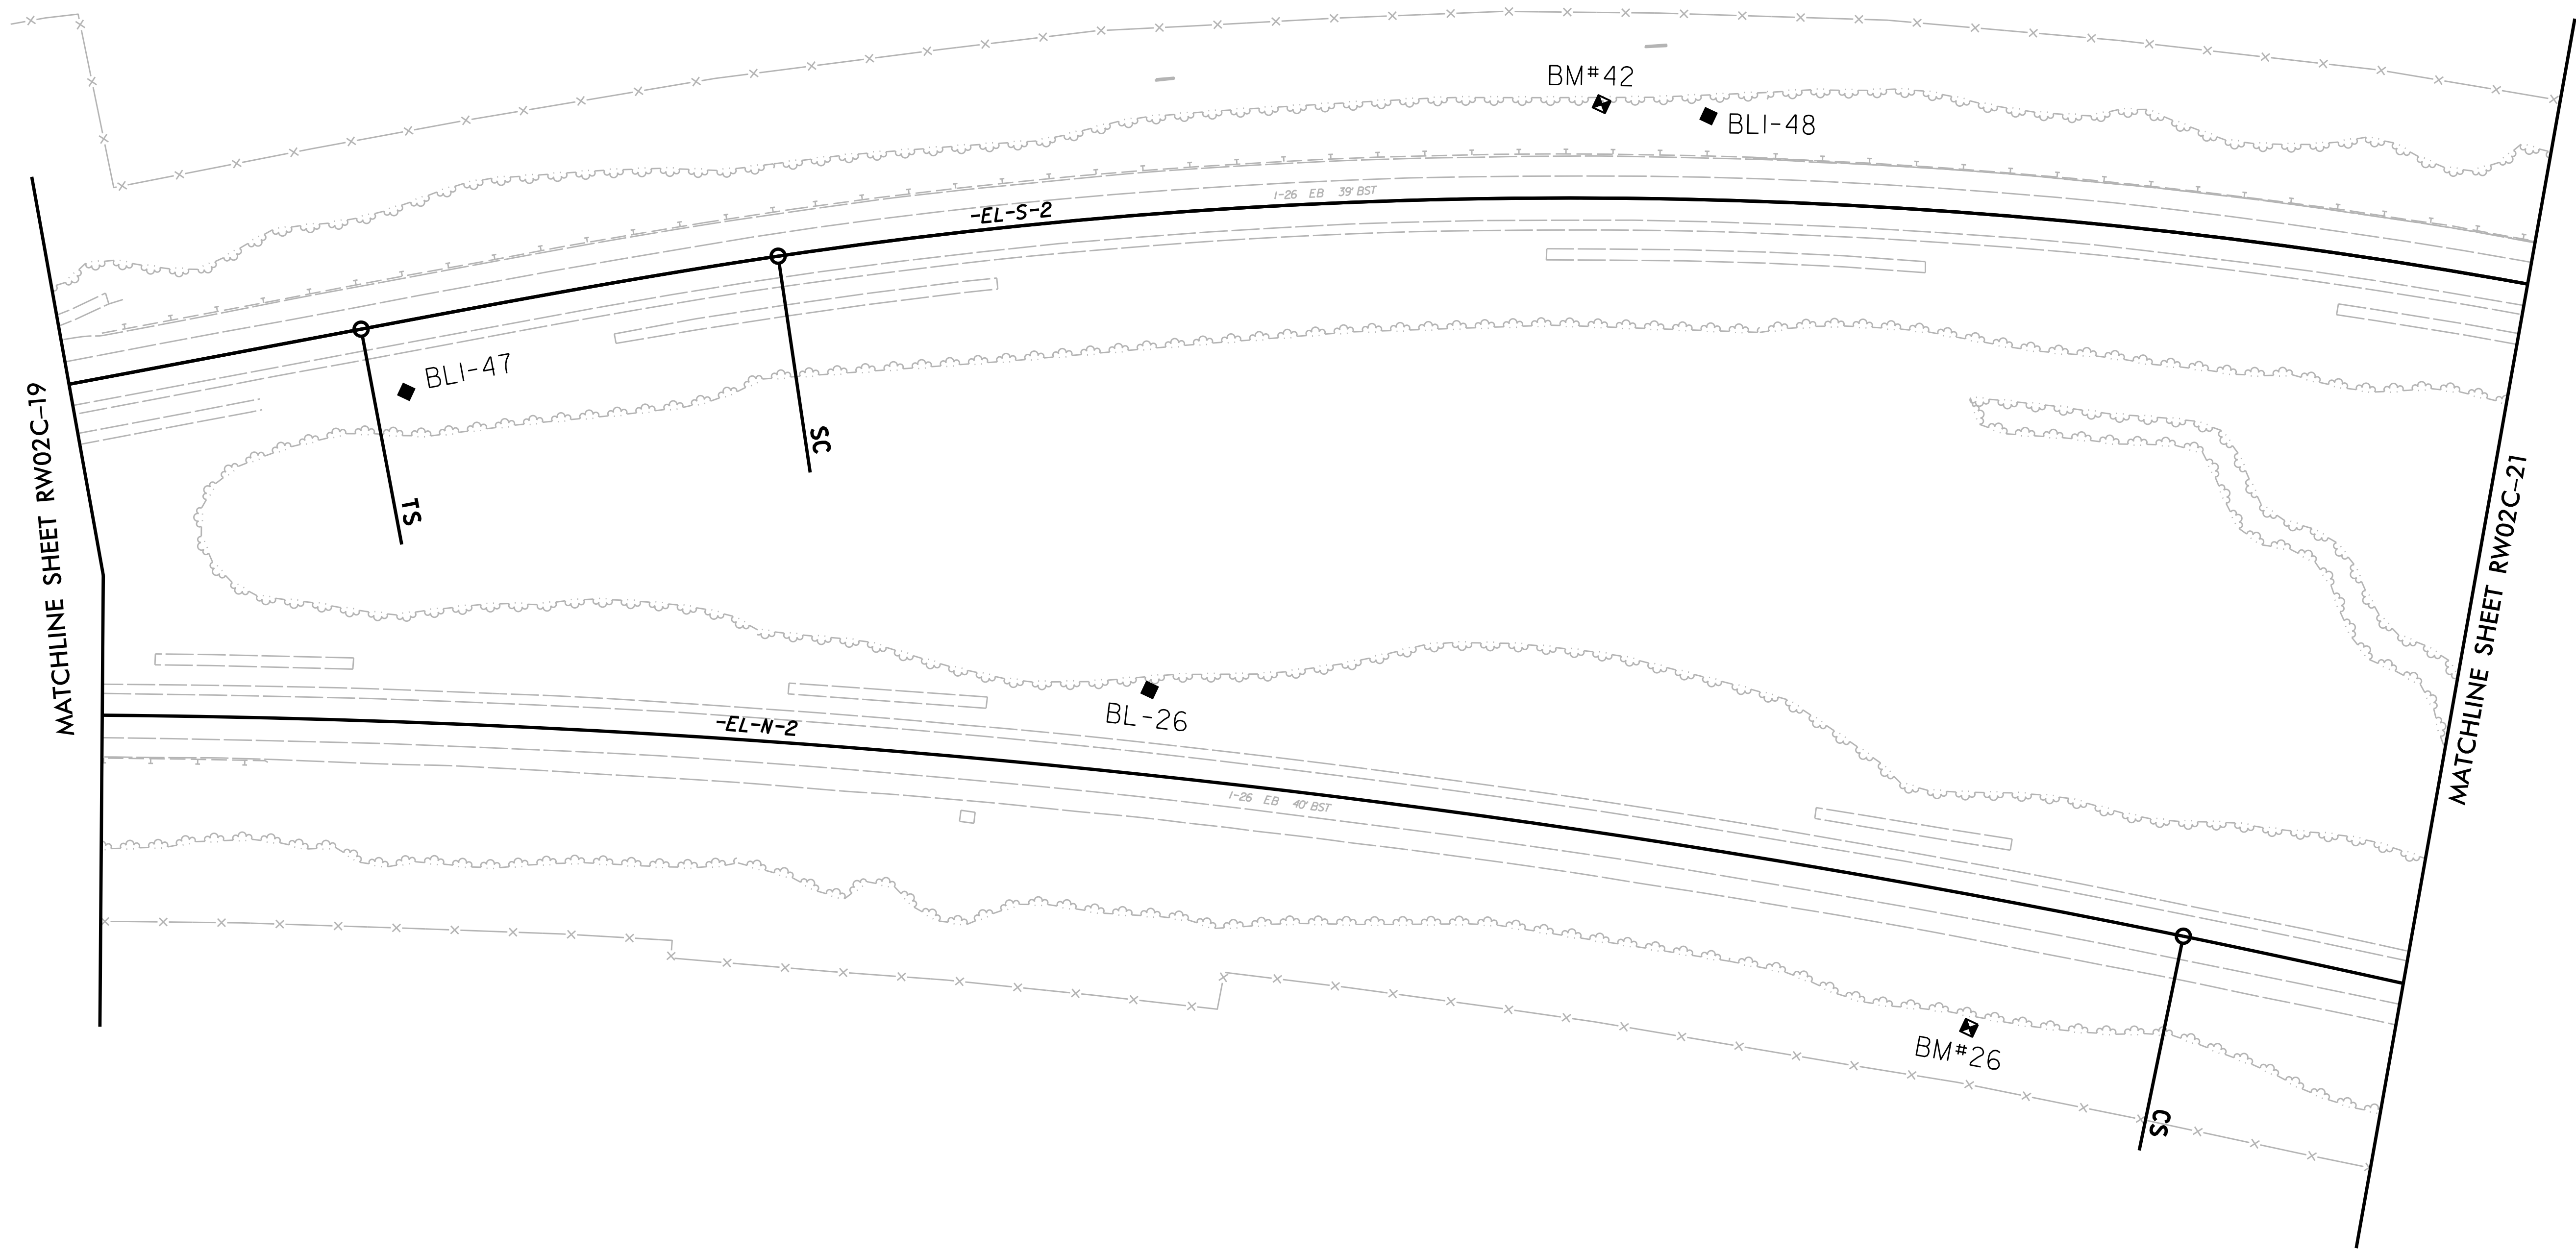 BM#42
BLI-48
I-26 EB 39' BST
-EL-S-2
BLI-47
MATCHLINE SHEET RW02C-19
SC
TS
MATCHLINE SHEET RW02C-21
BL-26
-EL-N-2
I-26 EB 40' BST
BM#26
CS